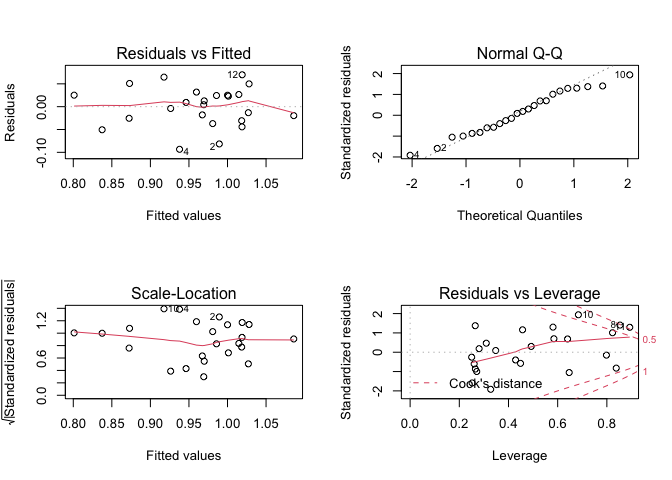 Residuals vs Fitted
Residuals
0.00
-0.10
12
4
2
0.80 0.85 0.90 0.95 1.00 1.05
Fitted values
Normal Q-Q
Standardized residuals
2
1
0
-2
10
4
2
-2 -1 0 1 2
Theoretical Quantiles
Scale-Location
√|Standardized residuals|
1.2
0.6
0.0
10
4
2
0.80 0.85 0.90 0.95 1.00 1.05
Fitted values
Residuals vs Leverage
Standardized residuals
2
1
0
-2
10
8
11
0.5
1
Cook's distance
0.0 0.2 0.4 0.6 0.8
Leverage